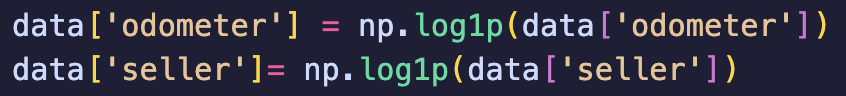 data['odometer'] = np.log1p(data['odometer'])
data['seller']= np.log1p(data['seller'])